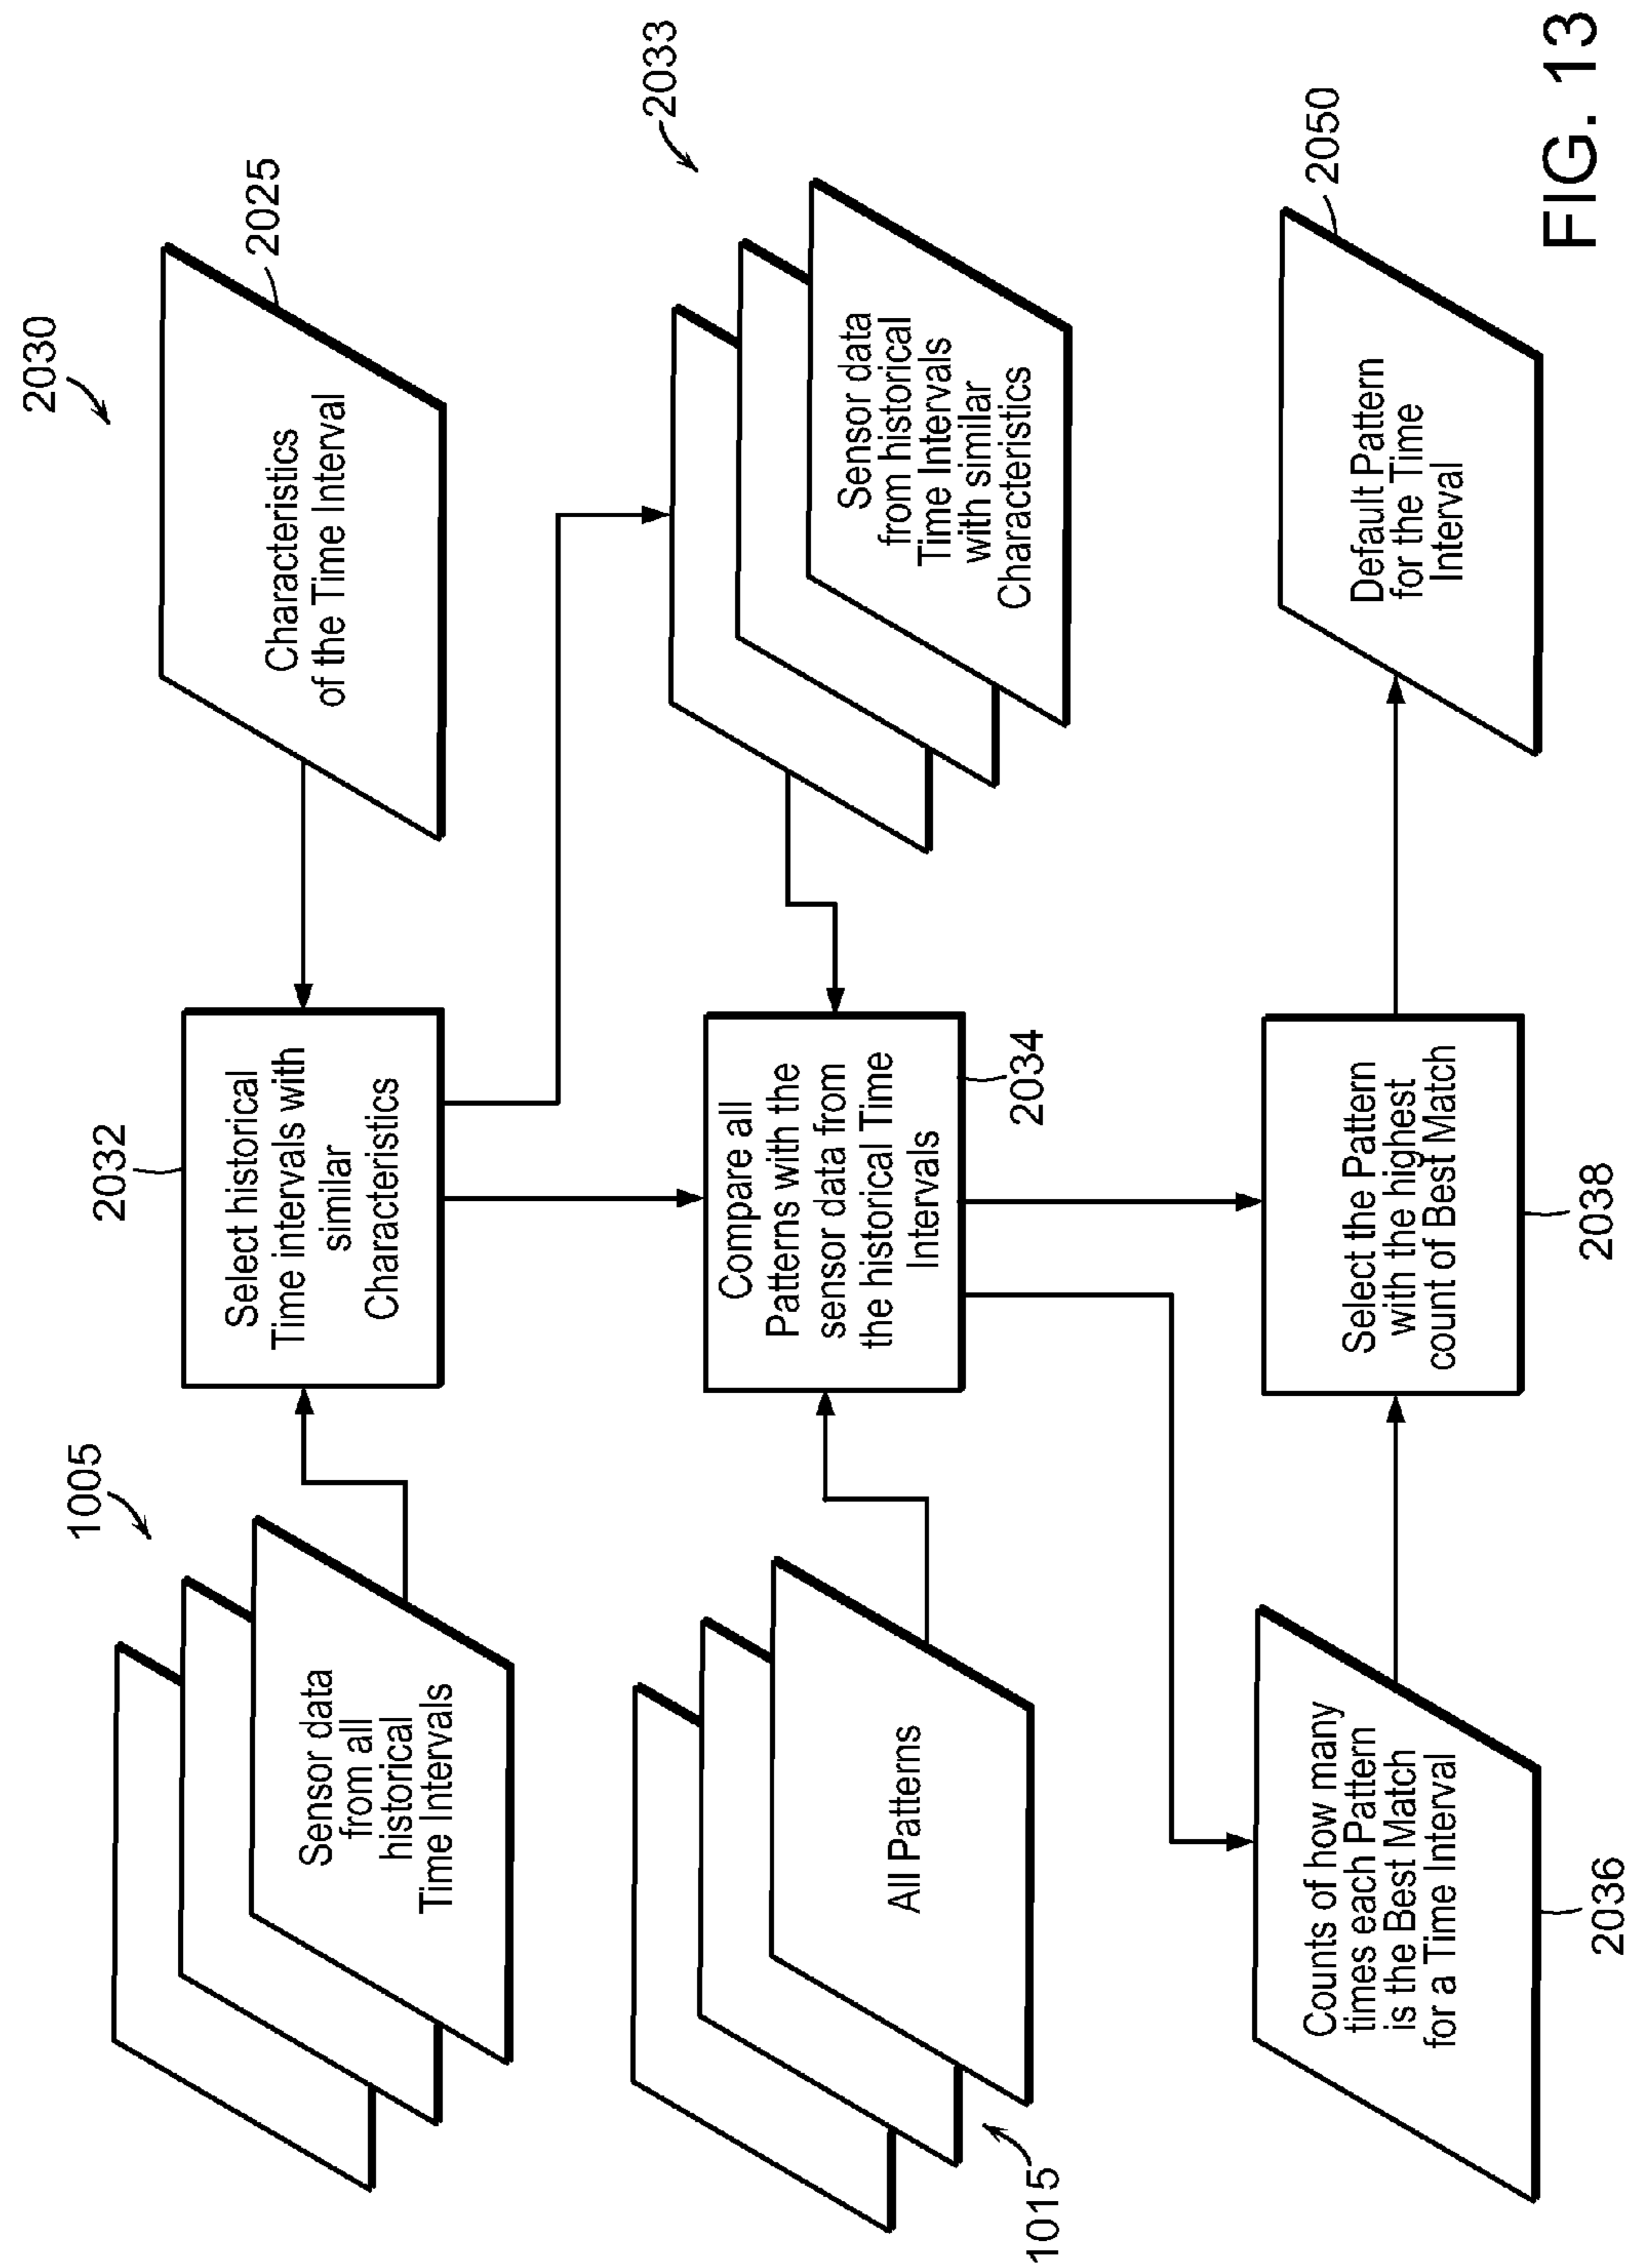 2030
1005
Sensor data
from all
historical
Time Intervals
2032
Select historical
Time intervals with
similar
Characteristics
Characteristics
of the Time Interval
2025
All Patterns
1015
Compare all
Patterns with the
sensor data from
the historical Time
Intervals
2034
2033
Sensor data
from historical
Time Intervals
with similar
Characteristics
Counts of how many
times each Pattern
is the Best Match
for a Time Interval
2036
Select the Pattern
with the highest
count of Best Match
2038
Default Pattern
for the Time
Interval
2050
FIG. 13